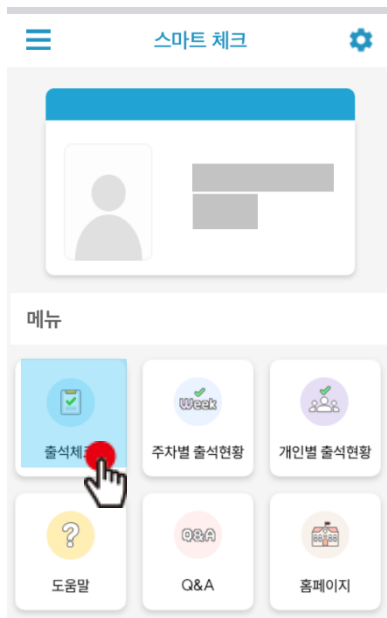 스마트 체크
메뉴
출석체크
Week
주차별 출석현황
개인별 출석현황
?
도움말
Q&A
Q&A
홈페이지